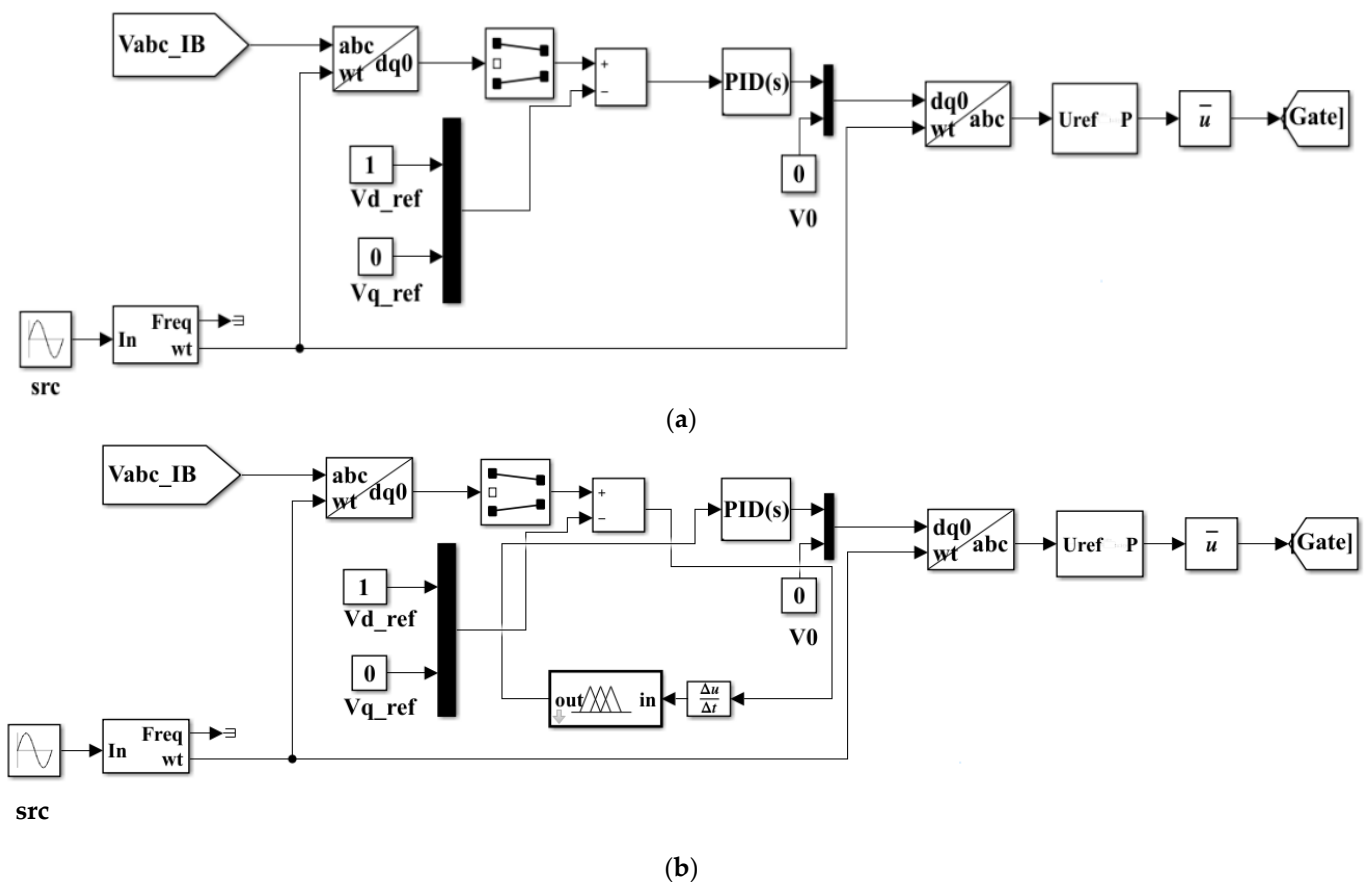 Vabc_IB
abc
wt
dq0
+
−
PID(s)
dq0
wt
abc
Uref P
u
[Gate]
1
Vd_ref
0
V0
0
Vq_ref
Freq
In
wt
src
(a)
Vabc_IB
abc
wt
dq0
+
−
PID(s)
dq0
wt
abc
Uref P
u
[Gate]
1
Vd_ref
0
V0
0
Vq_ref
out in
Δu
Δt
Freq
In
wt
src
(b)